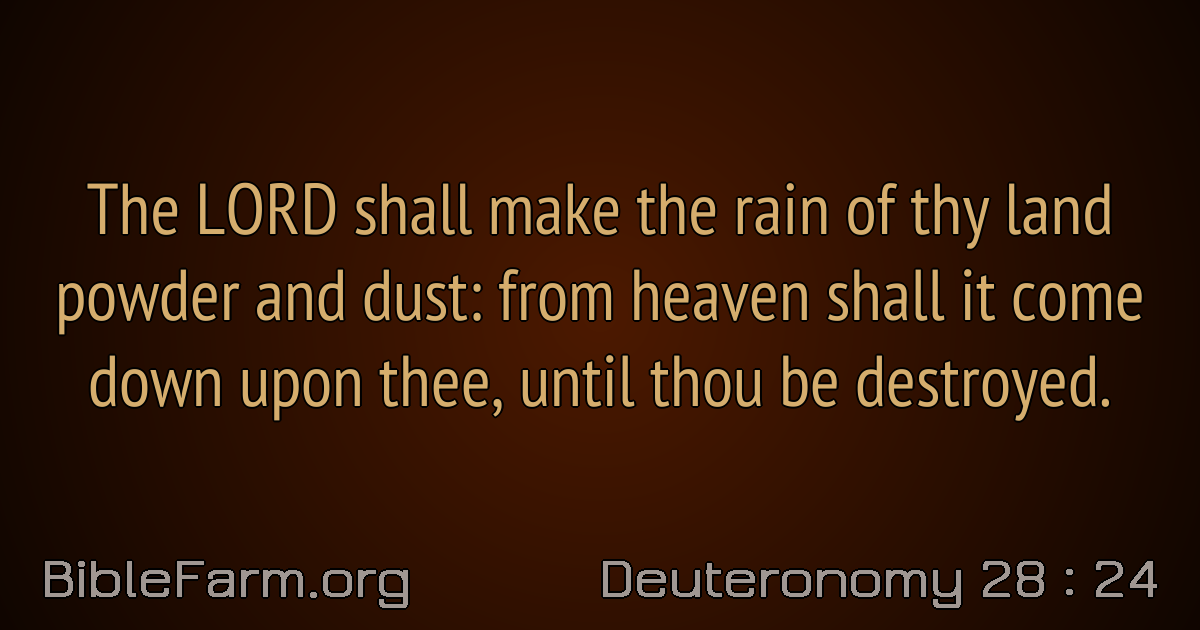 The LORD shall make the rain of thy land
powder and dust: from heaven shall it come
down upon thee, until thou be destroyed.
BibleFarm.org
Deuteronomy 28 : 24